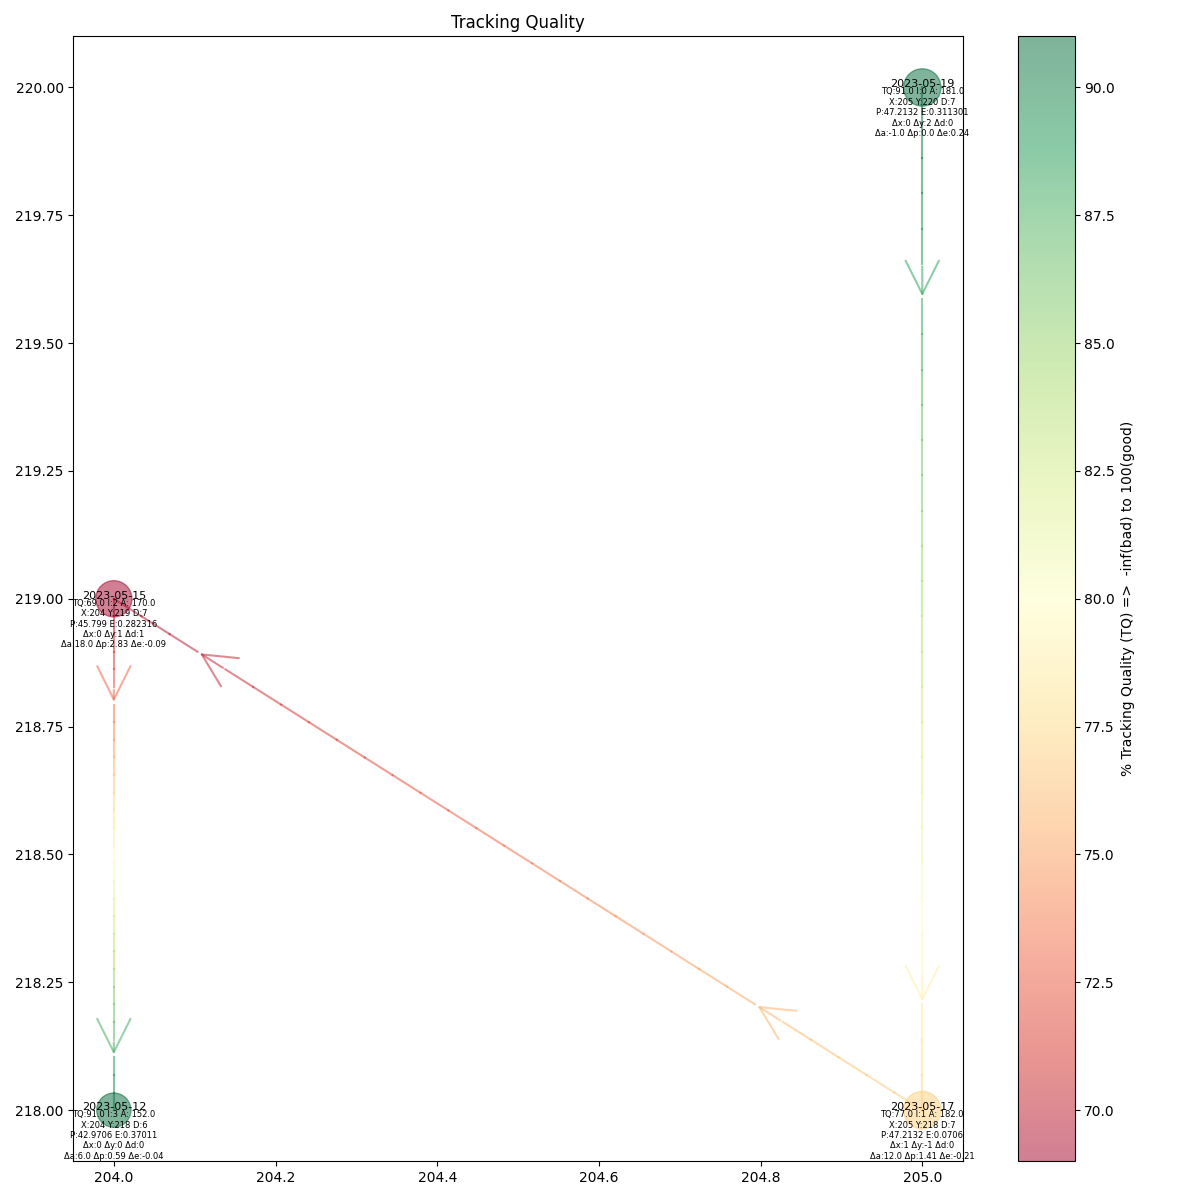 Tracking Quality
220.00
219.75
219.50
219.25
219.00
218.75
218.50
218.25
218.00
2023-05-19
TQ:91.0 I:0 A: 181.0
X:205 Y:220 D:7
P:47.2132 E:0.311301
Δx:0 Δy:2 Δd:0
Δa:-1.0 Δp:0.0 Δe:0.24
2023-05-15
TQ:69.0 I:2 A: 170.0
X:204 Y:219 D:7
P:45.799 E:0.282316
Δx:0 Δy:1 Δd:1
Δa:18.0 Δp:2.83 Δe:-0.09
2023-05-12
TQ:91.0 I:3 A: 152.0
X:204 Y:218 D:6
P:42.9706 E:0.37011
Δx:0 Δy:0 Δd:0
Δa:6.0 Δp:0.59 Δe:-0.04
2023-05-17
TQ:77.0 I:1 A: 182.0
X:205 Y:218 D:7
P:47.2132 E:0.0706
Δx:1 Δy:-1 Δd:0
Δa:12.0 Δp:1.41 Δe:-0.21
204.0
204.2
204.4
204.6
204.8
205.0
90.0
87.5
85.0
82.5
80.0
77.5
75.0
72.5
70.0
% Tracking Quality (TQ) => -inf(bad) to 100(good)